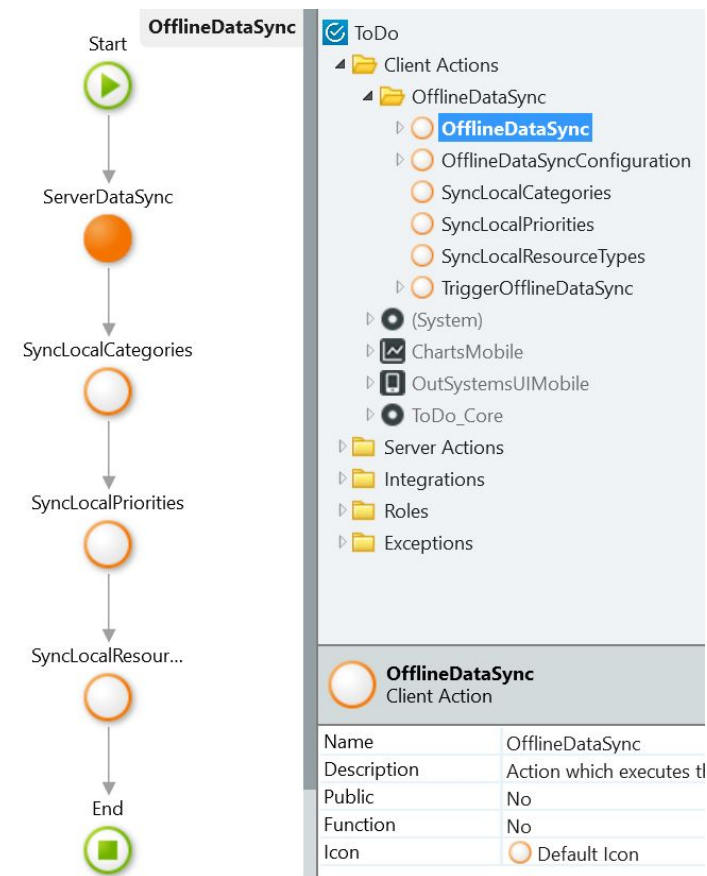 OfflineDataSync
Start
ServerDataSync
SyncLocalCategories
SyncLocalPriorities
SyncLocalResour...
End
ToDo
Client Actions
OfflineDataSync
OfflineDataSync
OfflineDataSyncConfiguration
SyncLocalCategories
SyncLocalPriorities
SyncLocalResourceTypes
TriggerOfflineDataSync
(System)
ChartsMobile
OutSystemsUIMobile
ToDo_Core
Server Actions
Integrations
Roles
Exceptions
OfflineDataSync
Client Action
Name OfflineDataSync
Description Action which executes
Public No
Function No
Icon Default Icon